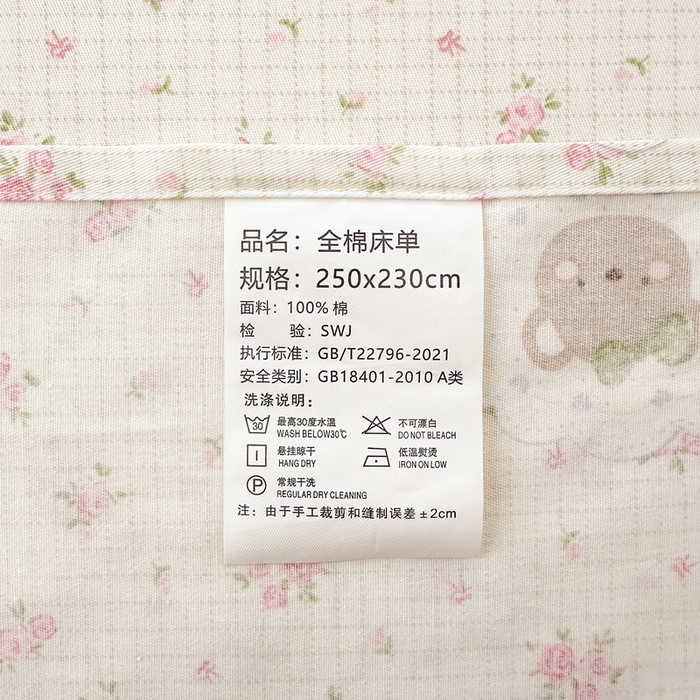 品名：全棉床单
规格：250x230cm
面料：100% 棉
检 验：SWJ
执行标准：GB/T22796-2021
安全类别：GB18401-2010 A类
洗涤说明：
30 最高30度水温 不可漂白
WASH BELOW30℃ DO NOT BLEACH
悬挂晾干 低温熨烫
HANG DRY IRON ON LOW
P 常规干洗
REGULAR DRY CLEANING
注：由于手工裁剪和缝制误差±2cm